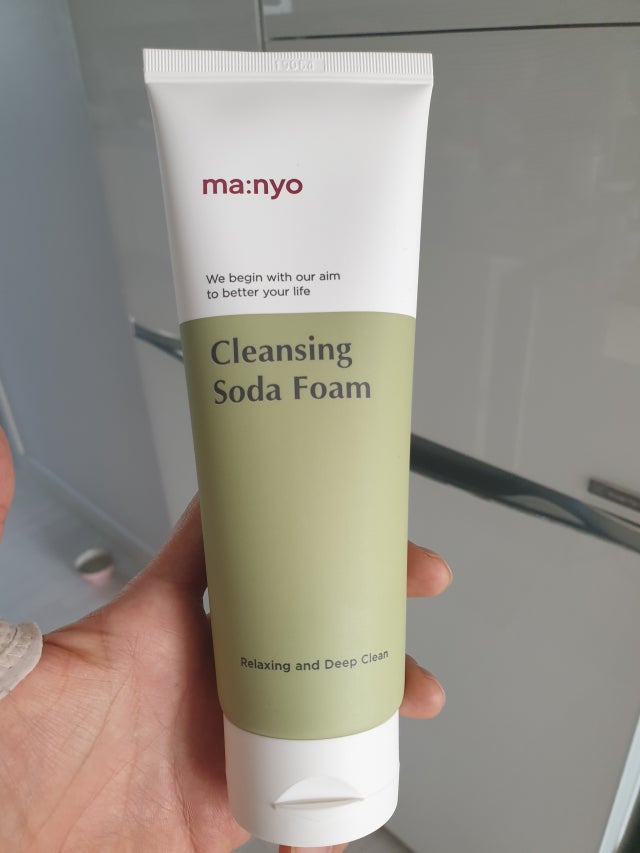 ma:nyo
We begin with our aim
to better your life
Cleansing
Soda Foam
Relaxing and Deep Clean